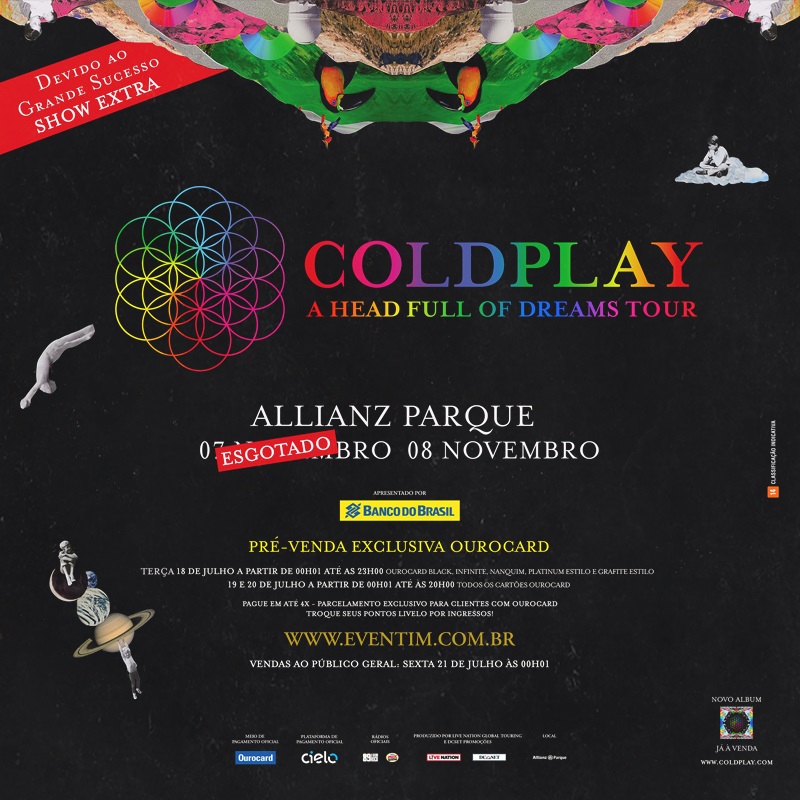 DEVIDO AO
GRANDE SUCESSO
SHOW EXTRA
COLDPLAY
A HEAD FULL OF DREAMS TOUR
ALLIANZ PARQUE
07 NOVEMBRO 08 NOVEMBRO
ESGOTADO
APRESENTADO POR
BANCO DO BRASIL
PRÉ-VENDA EXCLUSIVA OUROCARD
TERÇA 18 DE JULHO A PARTIR DE 00H01 ATÉ AS 23H00 OUROCARD BLACK, INFINITE, NANQUIM, PLATINUM ESTILO E GRAFITE ESTILO
19 E 20 DE JULHO A PARTIR DE 00H01 ATÉ ÀS 20H00 TODOS OS CARTÕES OUROCARD
PAGUE EM ATÉ 4X - PARCELAMENTO EXCLUSIVO PARA CLIENTES COM OUROCARD
TROQUE SEUS PONTOS LIVELO POR INGRESSOS!
WWW.EVENTIM.COM.BR
VENDAS AO PÚBLICO GERAL: SEXTA 21 DE JULHO ÀS 00H01
14 CLASSIFICAÇÃO INDICATIVA
NOVO ALBUM
JÁ À VENDA
WWW.COLDPLAY.COM
MEIO DE
PAGAMENTO OFICIAL
Ourocard
PLATAFORMA DE
PAGAMENTO OFICIAL
cielo
RÁDIOS
OFICIAIS
PRODUZIDO POR LIVE NATION GLOBAL TOURING
E DCSET PROMOÇÕES
LIVE NATION
DC SET
LOCAL
Allianz Parque